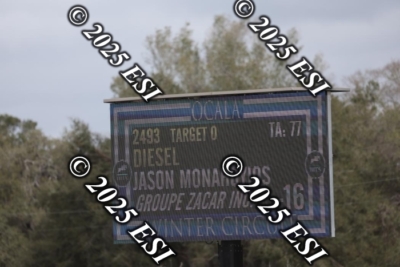 © 2025 ESI
© 2025 ESI
OCALA
2493 TARGET 0 TA: 77
DIESEL
JASON MONAHINOS
GROUPE ZACAR INC
16
WINTER CIRCUIT
© 2025 ESI
© 2025 ESI